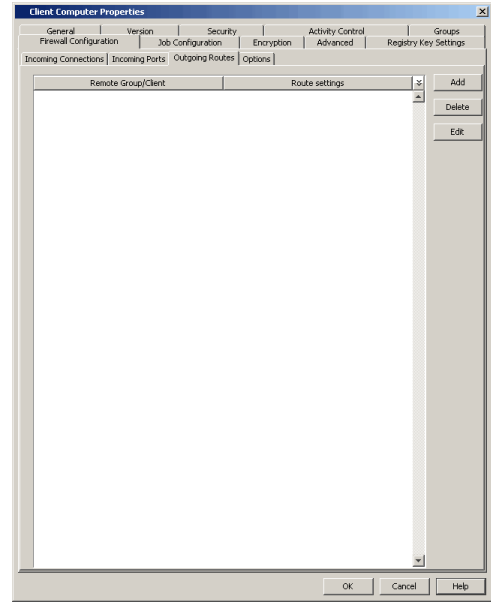 Client Computer Properties
General Version Security Activity Control Groups
Firewall Configuration Job Configuration Encryption Advanced Registry Key Settings
Incoming Connections Incoming Ports Outgoing Routes Options
Remote Group/Client Route settings
Add
Delete
Edit
OK Cancel Help